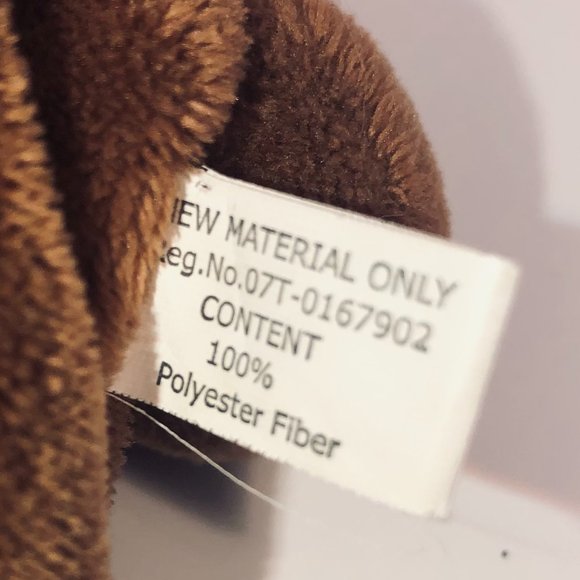 NEW MATERIAL ONLY
Reg.No.07T-0167902
CONTENT
100%
Polyester Fiber